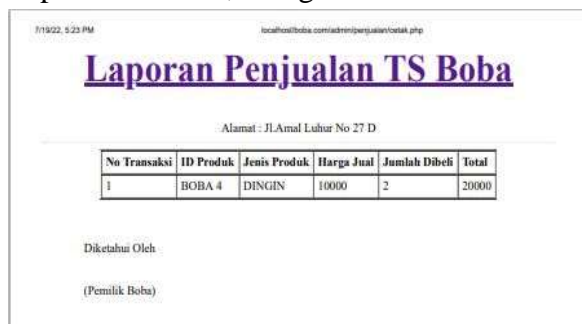 7/19/22, 5:23 PM localhost/boba.com/admin/penjualan/cetak.php
Laporan Penjualan TS Boba
Alamat : Jl.Amal Luhur No 27 D
No Transaksi ID Produk Jenis Produk Harga Jual Jumlah Dibeli Total
1 BOBA 4 DINGIN 10000 2 20000
Diketahui Oleh
(Pemilik Boba)